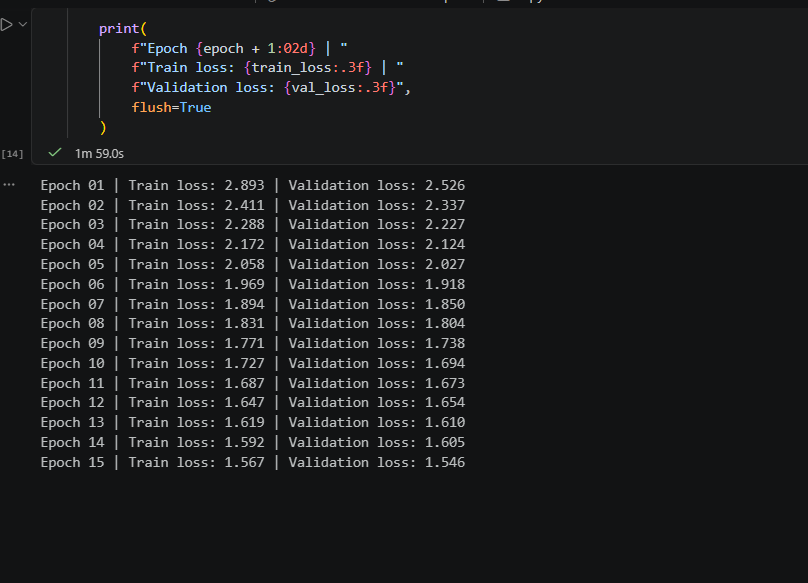 print(
f"Epoch {epoch + 1:02d} | "
f"Train loss: {train_loss:.3f} | "
f"Validation loss: {val_loss:.3f}",
flush=True
)
[14]
1m 59.0s
Epoch 01 | Train loss: 2.893 | Validation loss: 2.526
Epoch 02 | Train loss: 2.411 | Validation loss: 2.337
Epoch 03 | Train loss: 2.288 | Validation loss: 2.227
Epoch 04 | Train loss: 2.172 | Validation loss: 2.124
Epoch 05 | Train loss: 2.058 | Validation loss: 2.027
Epoch 06 | Train loss: 1.969 | Validation loss: 1.918
Epoch 07 | Train loss: 1.894 | Validation loss: 1.850
Epoch 08 | Train loss: 1.831 | Validation loss: 1.804
Epoch 09 | Train loss: 1.771 | Validation loss: 1.738
Epoch 10 | Train loss: 1.727 | Validation loss: 1.694
Epoch 11 | Train loss: 1.687 | Validation loss: 1.673
Epoch 12 | Train loss: 1.647 | Validation loss: 1.654
Epoch 13 | Train loss: 1.619 | Validation loss: 1.610
Epoch 14 | Train loss: 1.592 | Validation loss: 1.605
Epoch 15 | Train loss: 1.567 | Validation loss: 1.546